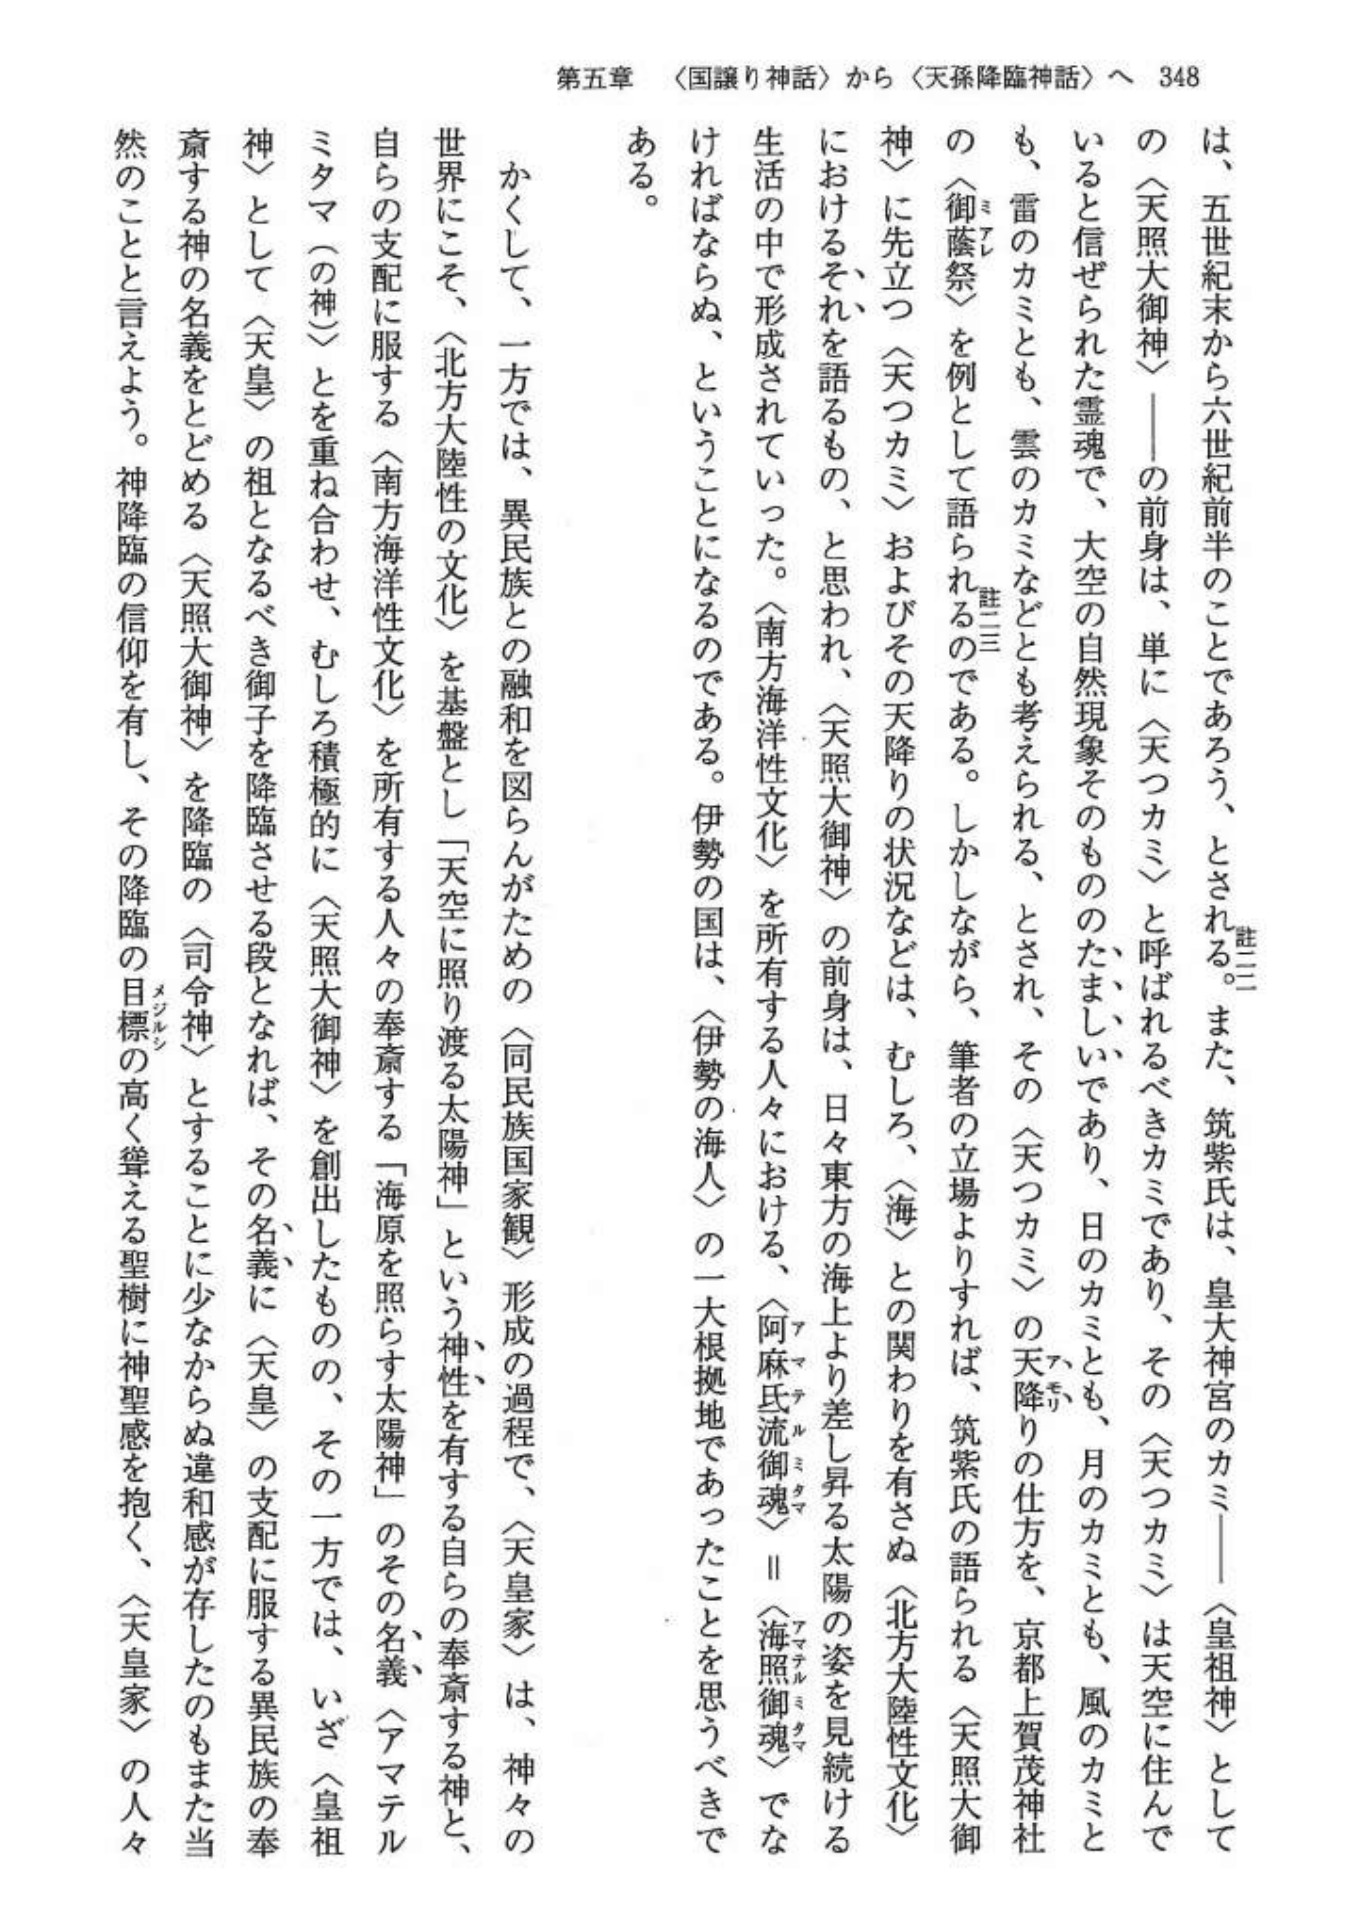 第五章　〈国譲り神話〉から〈天孫降臨神話〉へ　348
は、五世紀末から六世紀前半のことであろう、とされる。註二二また、筑紫氏は、皇大神宮のカミ――〈皇祖神〉として
の〈天照大御神〉――の前身は、単に〈天つカミ〉と呼ばれるべきカミであり、その〈天つカミ〉は天空に住んで
いると信ぜられた霊魂で、大空の自然現象そのもののたましいであり、日のカミとも、月のカミとも、風のカミと
も、雷のカミとも、雲のカミなどとも考えられる、とされ、その〈天つカミ〉の天降アモリりの仕方を、京都上賀茂神社
の〈御蔭ミアレ祭〉を例として語られるの註二三である。しかしながら、筆者の立場よりすれば、筑紫氏の語られる〈天照大御
神〉に先立つ〈天つカミ〉およびその天降りの状況などは、むしろ、〈海〉との関わりを有さぬ〈北方大陸性文化〉
におけるそれを語るもの、と思われ、〈天照大御神〉の前身は、日々東方の海上より差し昇る太陽の姿を見続ける
生活の中で形成されていった。〈南方海洋性文化〉を所有する人々における、〈阿麻氐流御魂アマテルミタマ〉＝〈海照御魂アマテルミタマ〉でな
ければならぬ、ということになるのである。伊勢の国は、〈伊勢の海人〉の一大根拠地であったことを思うべきで
ある。
かくして、一方では、異民族との融和を図らんがための〈同民族国家観〉形成の過程で、〈天皇家〉は、神々の
世界にこそ、〈北方大陸性の文化〉を基盤とし「天空に照り渡る太陽神」という神性を有する自らの奉斎する神と、
自らの支配に服する〈南方海洋性文化〉を所有する人々の奉斎する「海原を照らす太陽神」のその名義〈アマテル
ミタマ（の神）〉とを重ね合わせ、むしろ積極的に〈天照大御神〉を創出したものの、その一方では、いざ〈皇祖
神〉として〈天皇〉の祖となるべき御子を降臨させる段となれば、その名義に〈天皇〉の支配に服する異民族の奉
斎する神の名義をとどめる〈天照大御神〉を降臨の〈司令神〉とすることに少なからぬ違和感が存したのもまた当
然のことと言えよう。神降臨の信仰を有し、その降臨の目標メジルシの高く聳える聖樹に神聖感を抱く、〈天皇家〉の人々